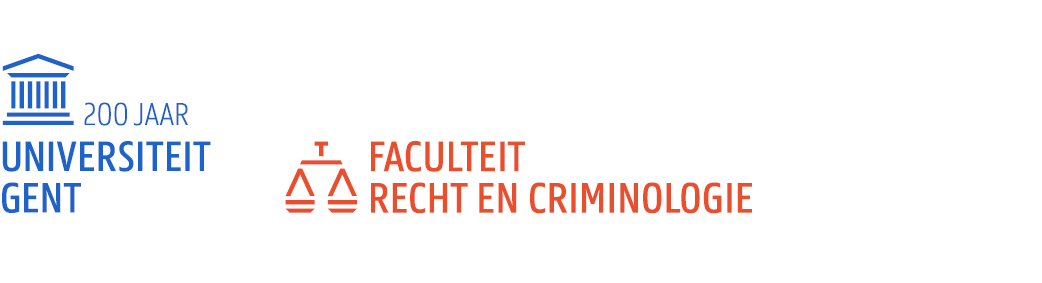 200 JAAR
UNIVERSITEIT
GENT
FACULTEIT
RECHT EN CRIMINOLOGIE